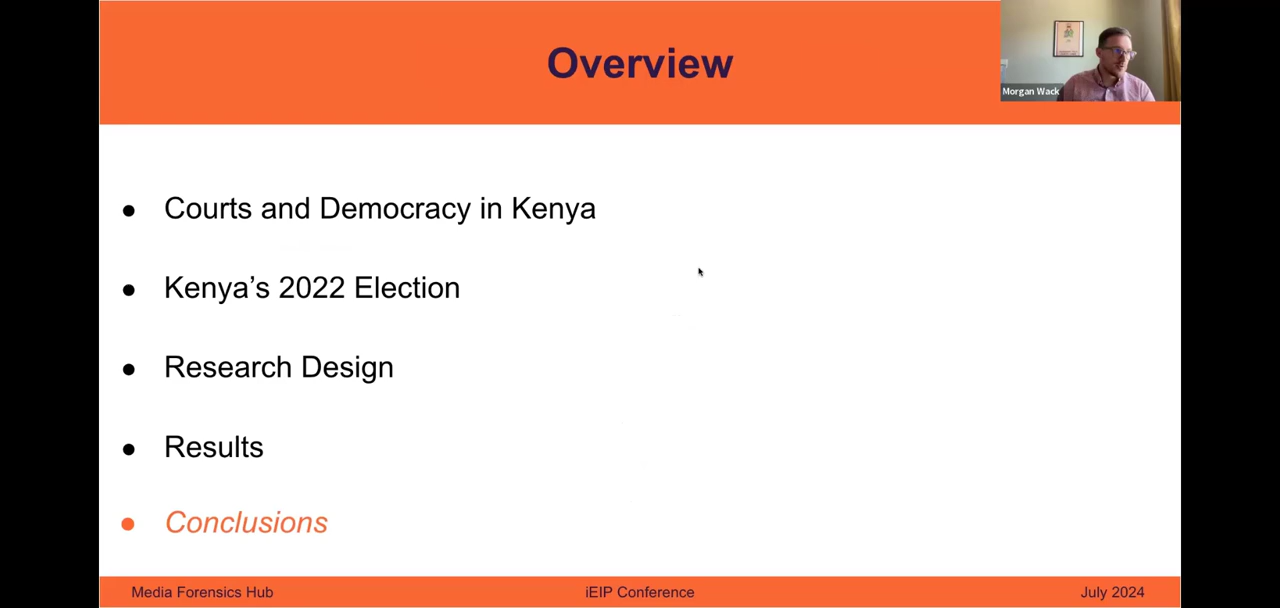 Overview
Morgan Wack
Courts and Democracy in Kenya
Kenya’s 2022 Election
Research Design
Results
Conclusions
Media Forensics Hub
iEIP Conference
July 2024